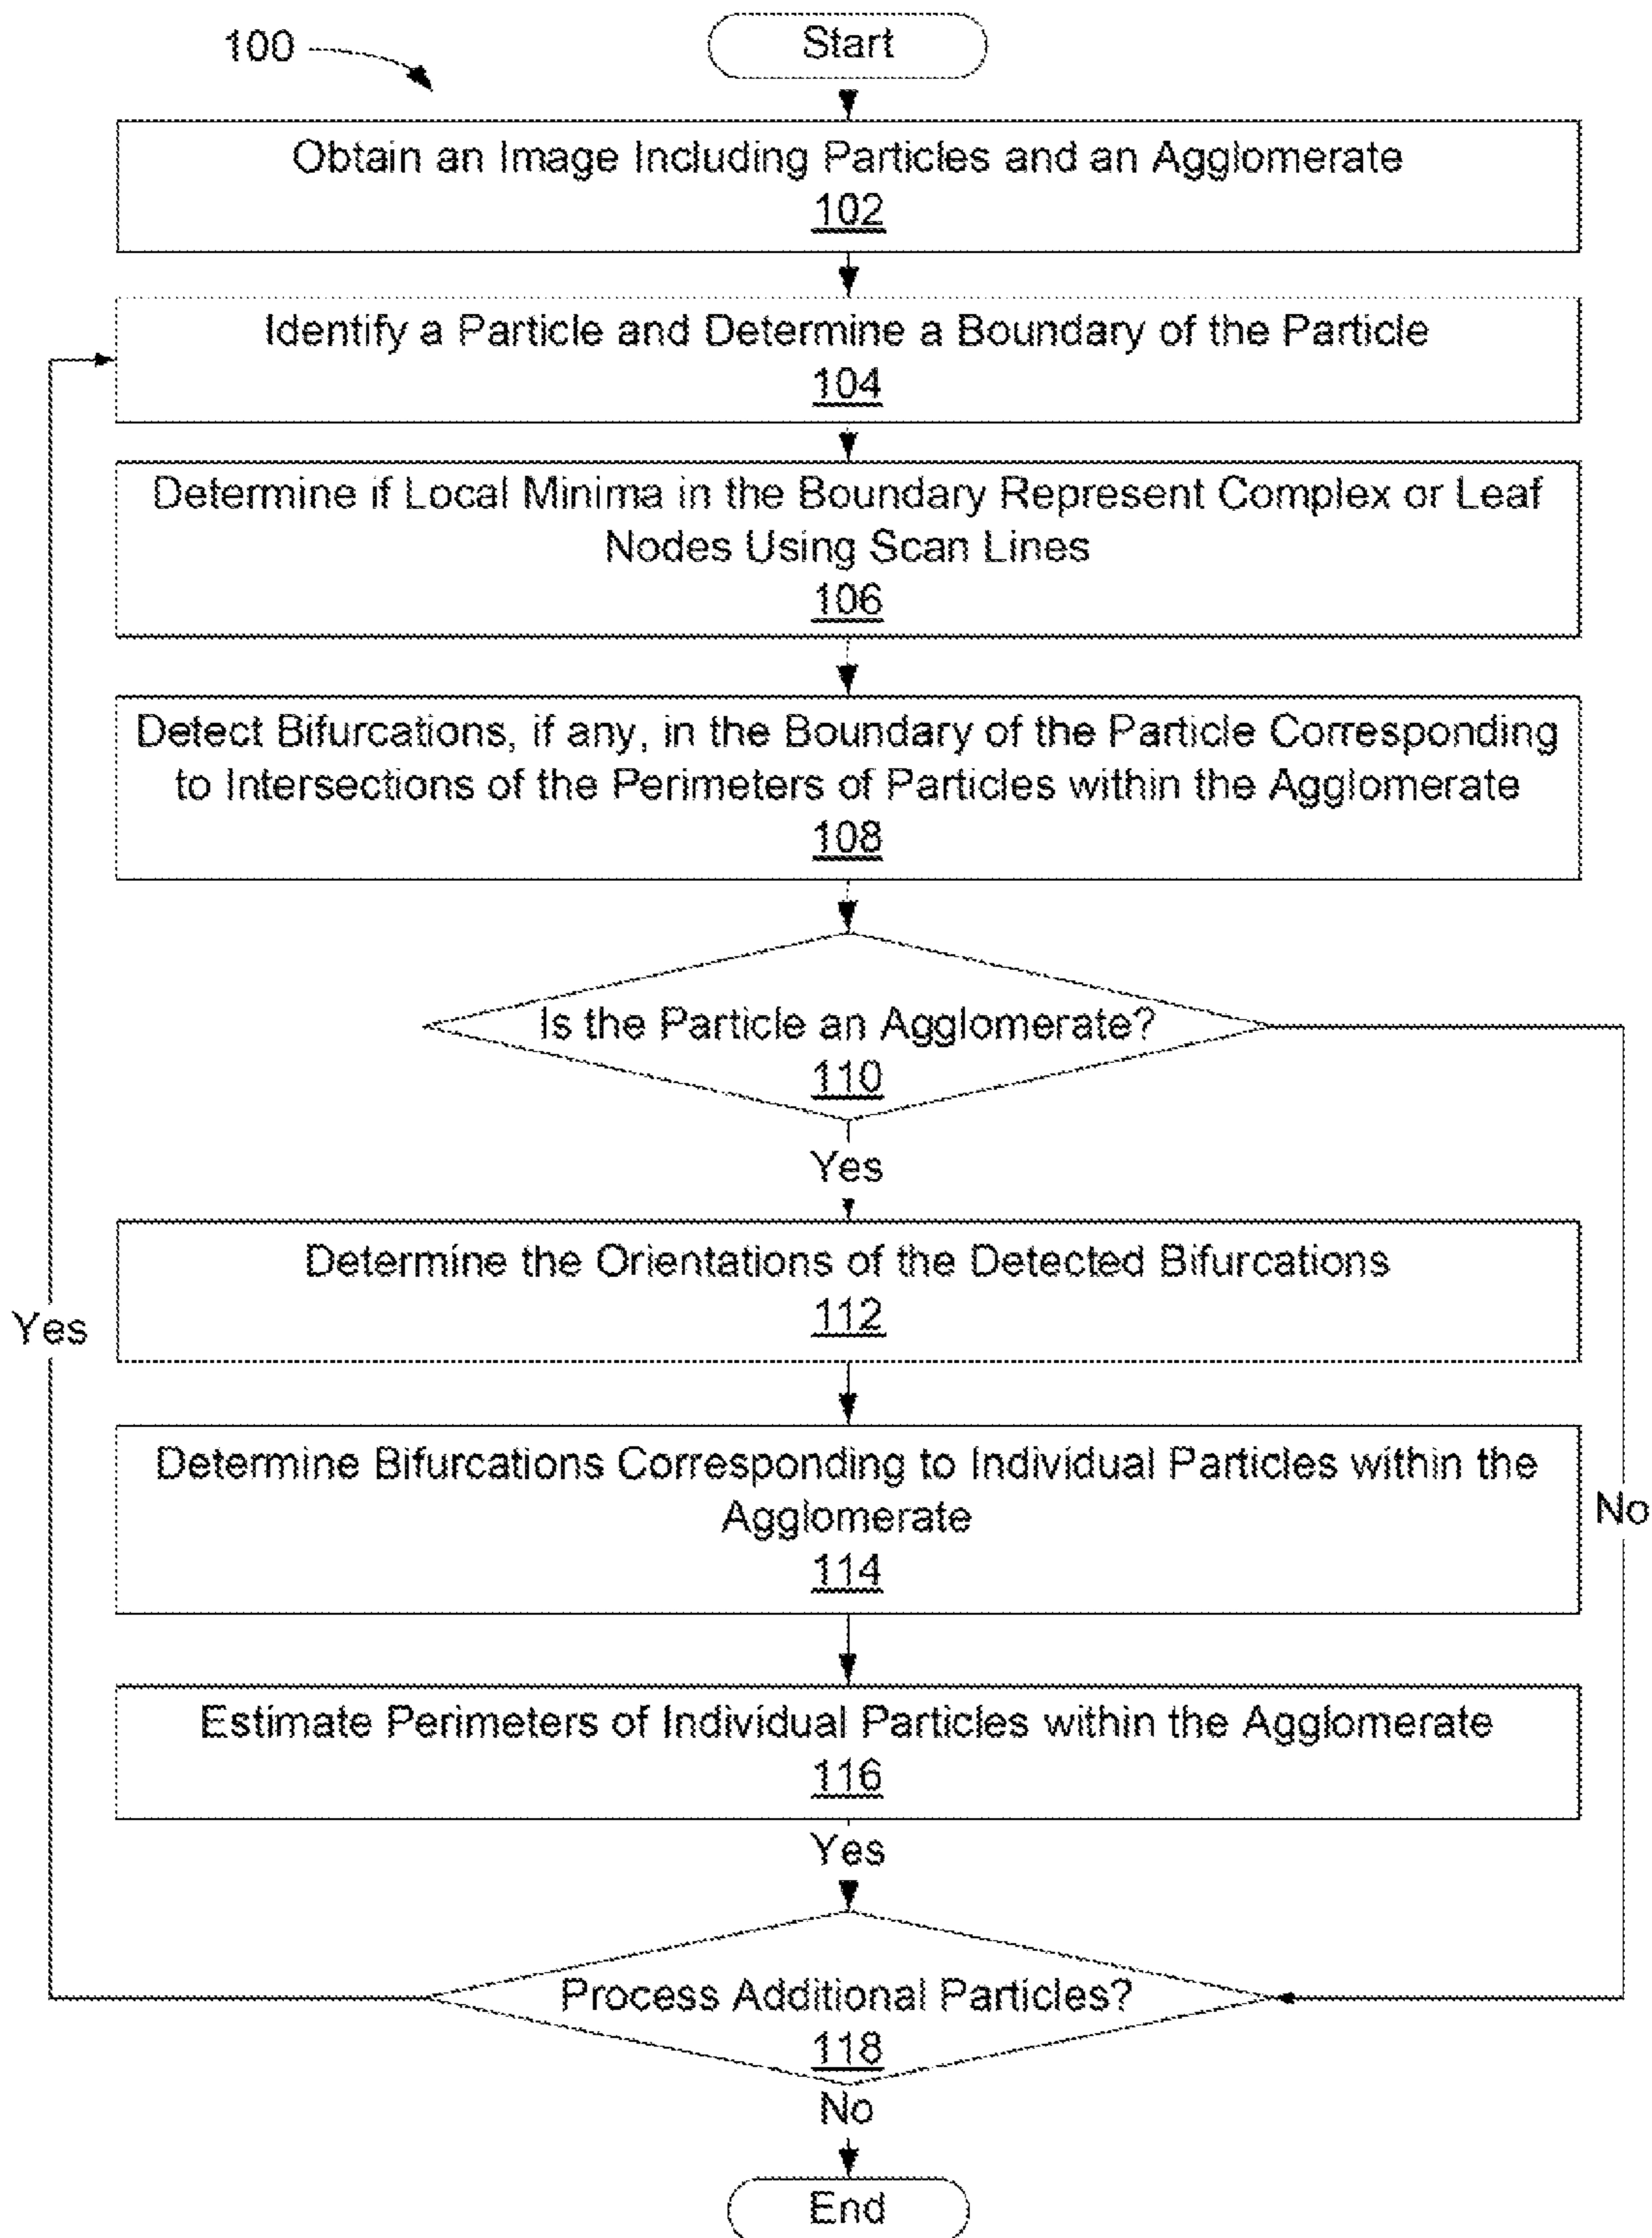 100
Start
Obtain an Image Including Particles and an Agglomerate
102
Identify a Particle and Determine a Boundary of the Particle
104
Determine if Local Minima in the Boundary Represent Complex or Leaf
Nodes Using Scan Lines
106
Detect Bifurcations, if any, in the Boundary of the Particle Corresponding
to Intersections of the Perimeters of Particles within the Agglomerate
108
Is the Particle an Agglomerate?
110
Yes
Determine the Orientations of the Detected Bifurcations
112
Yes
Determine Bifurcations Corresponding to Individual Particles within the
Agglomerate
114
No
Estimate Perimeters of Individual Particles within the Agglomerate
116
Yes
Process Additional Particles?
118
No
End